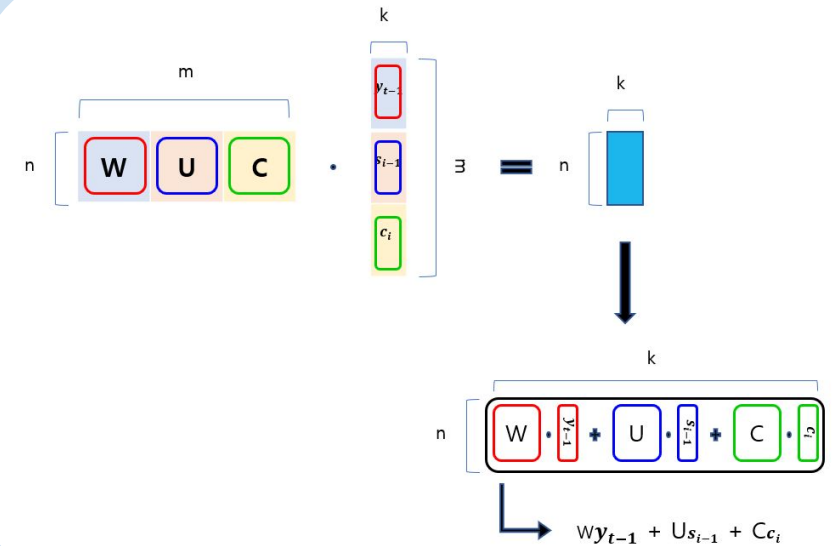 k
m
n
W U C
·
y_{t-1}
s_{i-1}
c_i
m
=
k
n
k
n
W · y_{t-1} + U · s_{i-1} + C · c_i
Wy_{t-1} + Us_{i-1} + Cc_i